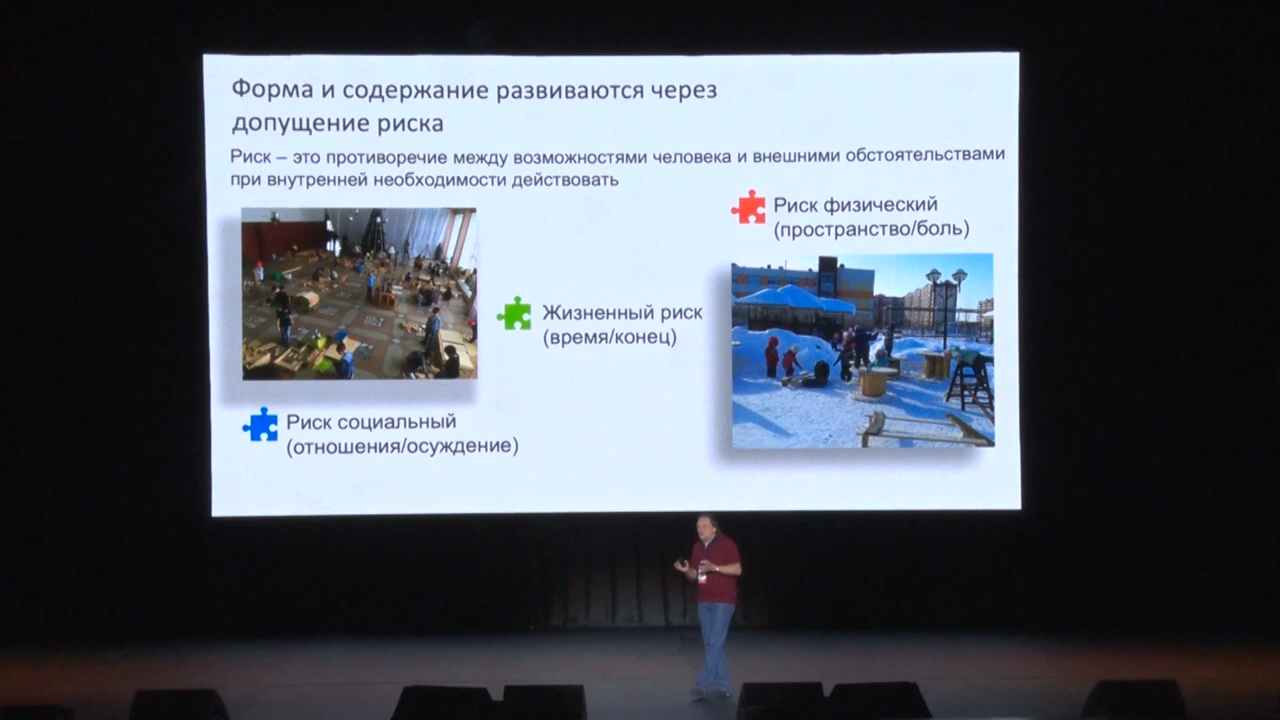 Форма и содержание развиваются через
допущение риска
Риск – это противоречие между возможностями человека и внешними обстоятельствами
при внутренней необходимости действовать
Риск физический
(пространство/боль)
Жизненный риск
(время/конец)
Риск социальный
(отношения/осуждение)